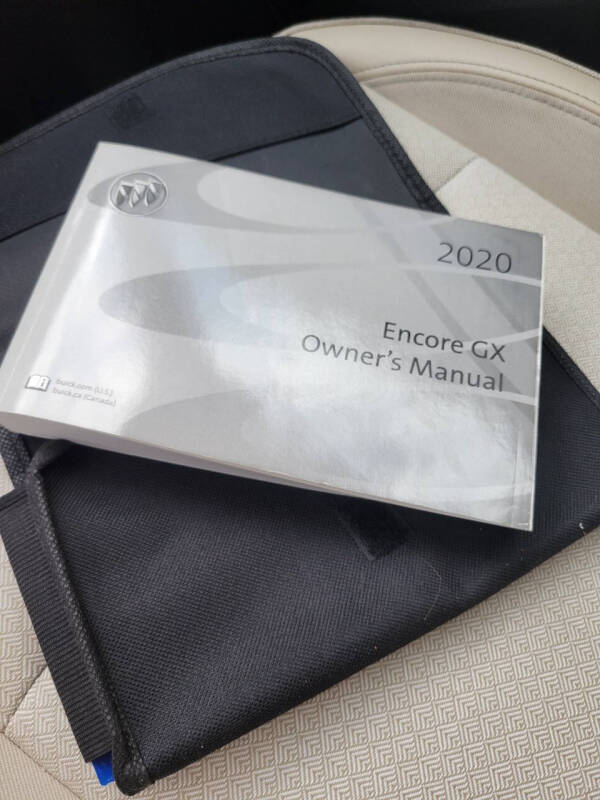 2020
Encore GX
Owner's Manual
buick.com (U.S.)
buick.ca (Canada)